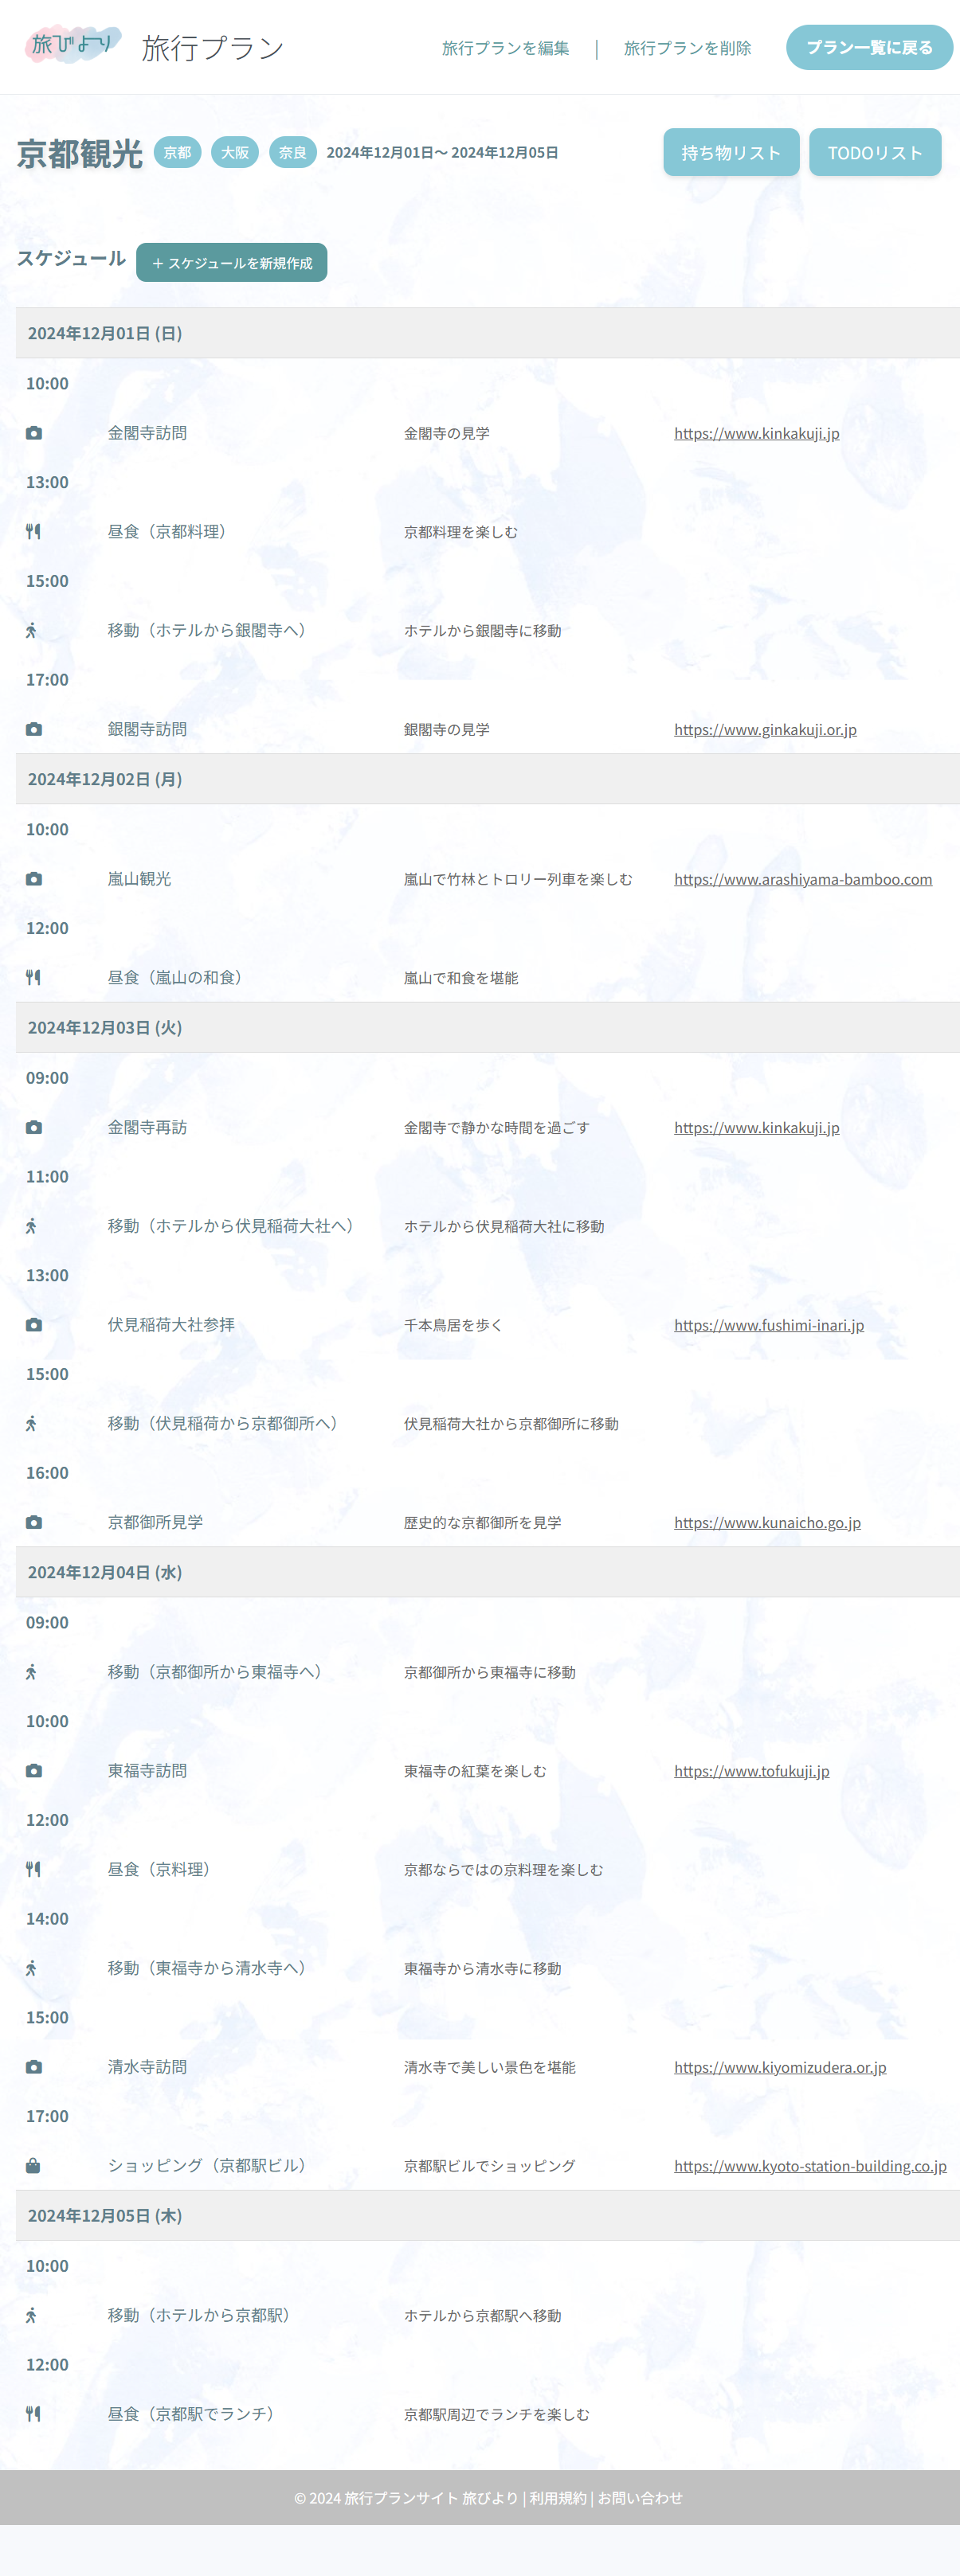 旅びより 旅行プラン 旅行プランを編集 | 旅行プランを削除 プラン一覧に戻る
京都観光 京都 大阪 奈良 2024年12月01日〜 2024年12月05日 持ち物リスト TODOリスト
スケジュール ＋ スケジュールを新規作成
2024年12月01日 (日)
10:00
金閣寺訪問 金閣寺の見学 https://www.kinkakuji.jp
13:00
昼食（京都料理） 京都料理を楽しむ
15:00
移動（ホテルから銀閣寺へ） ホテルから銀閣寺に移動
17:00
銀閣寺訪問 銀閣寺の見学 https://www.ginkakuji.or.jp
2024年12月02日 (月)
10:00
嵐山観光 嵐山で竹林とトロリー列車を楽しむ https://www.arashiyama-bamboo.com
12:00
昼食（嵐山の和食） 嵐山で和食を堪能
2024年12月03日 (火)
09:00
金閣寺再訪 金閣寺で静かな時間を過ごす https://www.kinkakuji.jp
11:00
移動（ホテルから伏見稲荷大社へ） ホテルから伏見稲荷大社に移動
13:00
伏見稲荷大社参拝 千本鳥居を歩く https://www.fushimi-inari.jp
15:00
移動（伏見稲荷から京都御所へ） 伏見稲荷大社から京都御所に移動
16:00
京都御所見学 歴史的な京都御所を見学 https://www.kunaicho.go.jp
2024年12月04日 (水)
09:00
移動（京都御所から東福寺へ） 京都御所から東福寺に移動
10:00
東福寺訪問 東福寺の紅葉を楽しむ https://www.tofukuji.jp
12:00
昼食（京料理） 京都ならではの京料理を楽しむ
14:00
移動（東福寺から清水寺へ） 東福寺から清水寺に移動
15:00
清水寺訪問 清水寺で美しい景色を堪能 https://www.kiyomizudera.or.jp
17:00
ショッピング（京都駅ビル） 京都駅ビルでショッピング https://www.kyoto-station-building.co.jp
2024年12月05日 (木)
10:00
移動（ホテルから京都駅） ホテルから京都駅へ移動
12:00
昼食（京都駅でランチ） 京都駅周辺でランチを楽しむ
© 2024 旅行プランサイト 旅びより | 利用規約 | お問い合わせ